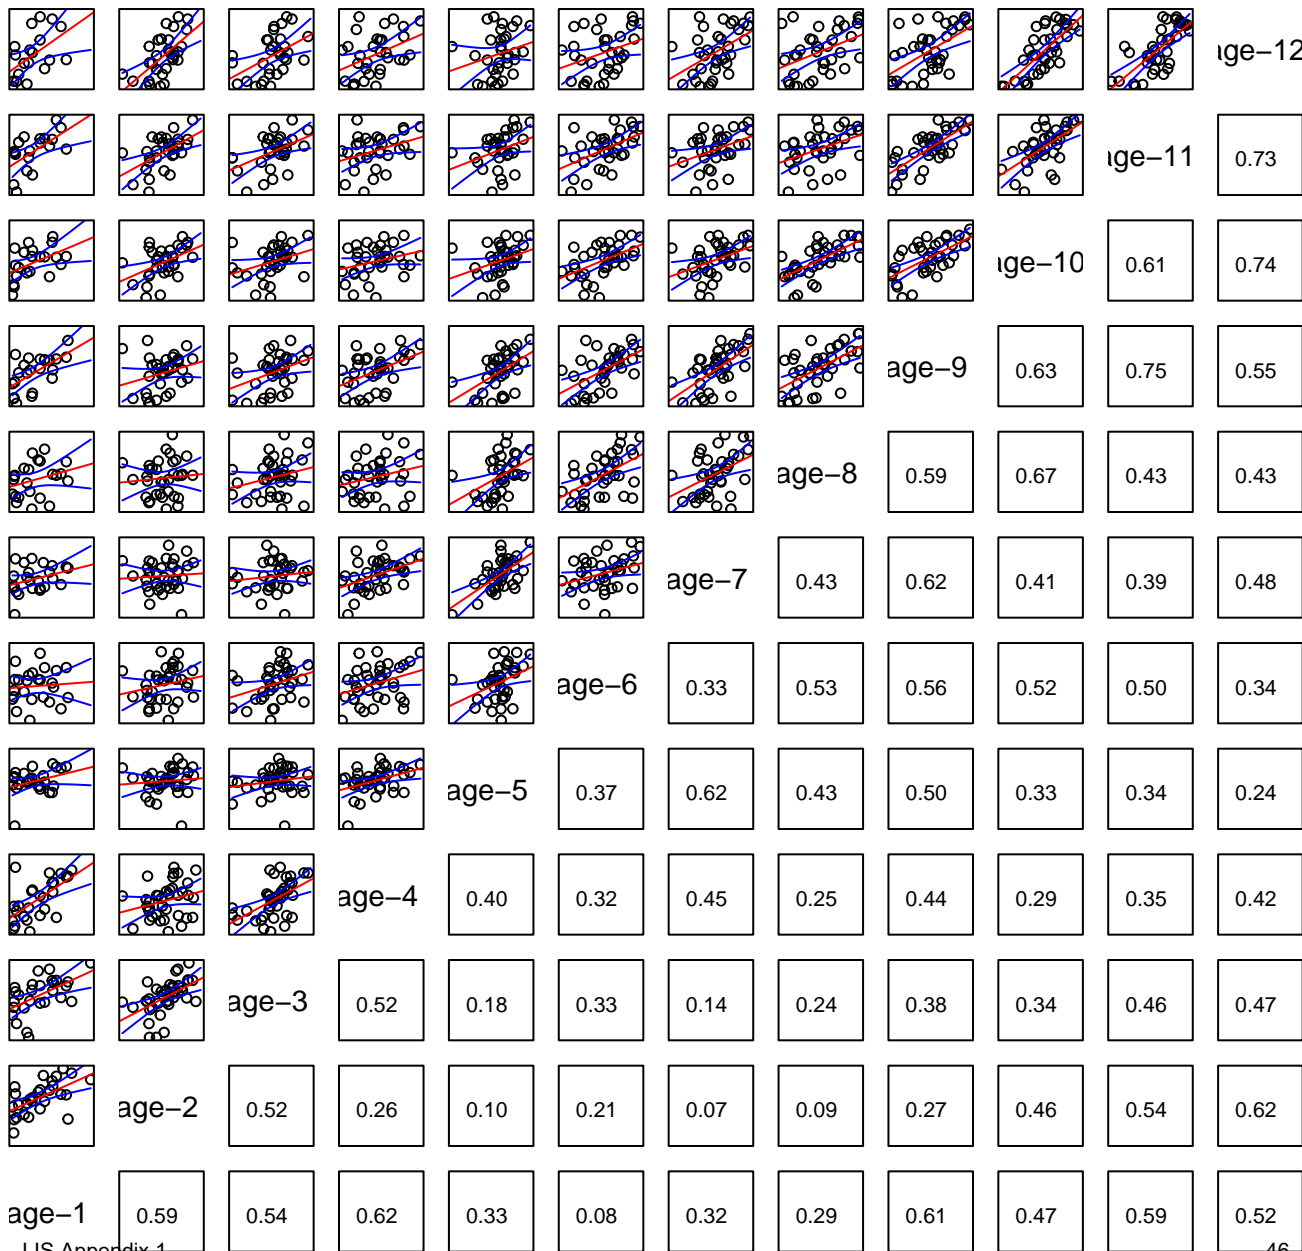 age−12
age−11 0.73
age−10 0.61 0.74
age−9 0.63 0.75 0.55
age−8 0.59 0.67 0.43 0.43
age−7 0.43 0.62 0.41 0.39 0.48
age−6 0.33 0.53 0.56 0.52 0.50 0.34
age−5 0.37 0.62 0.43 0.50 0.33 0.34 0.24
age−4 0.40 0.32 0.45 0.25 0.44 0.29 0.35 0.42
age−3 0.52 0.18 0.33 0.14 0.24 0.38 0.34 0.46 0.47
age−2 0.52 0.26 0.10 0.21 0.07 0.09 0.27 0.46 0.54 0.62
age−1 0.59 0.54 0.62 0.33 0.08 0.32 0.29 0.61 0.47 0.59 0.52
Appendix 1 46